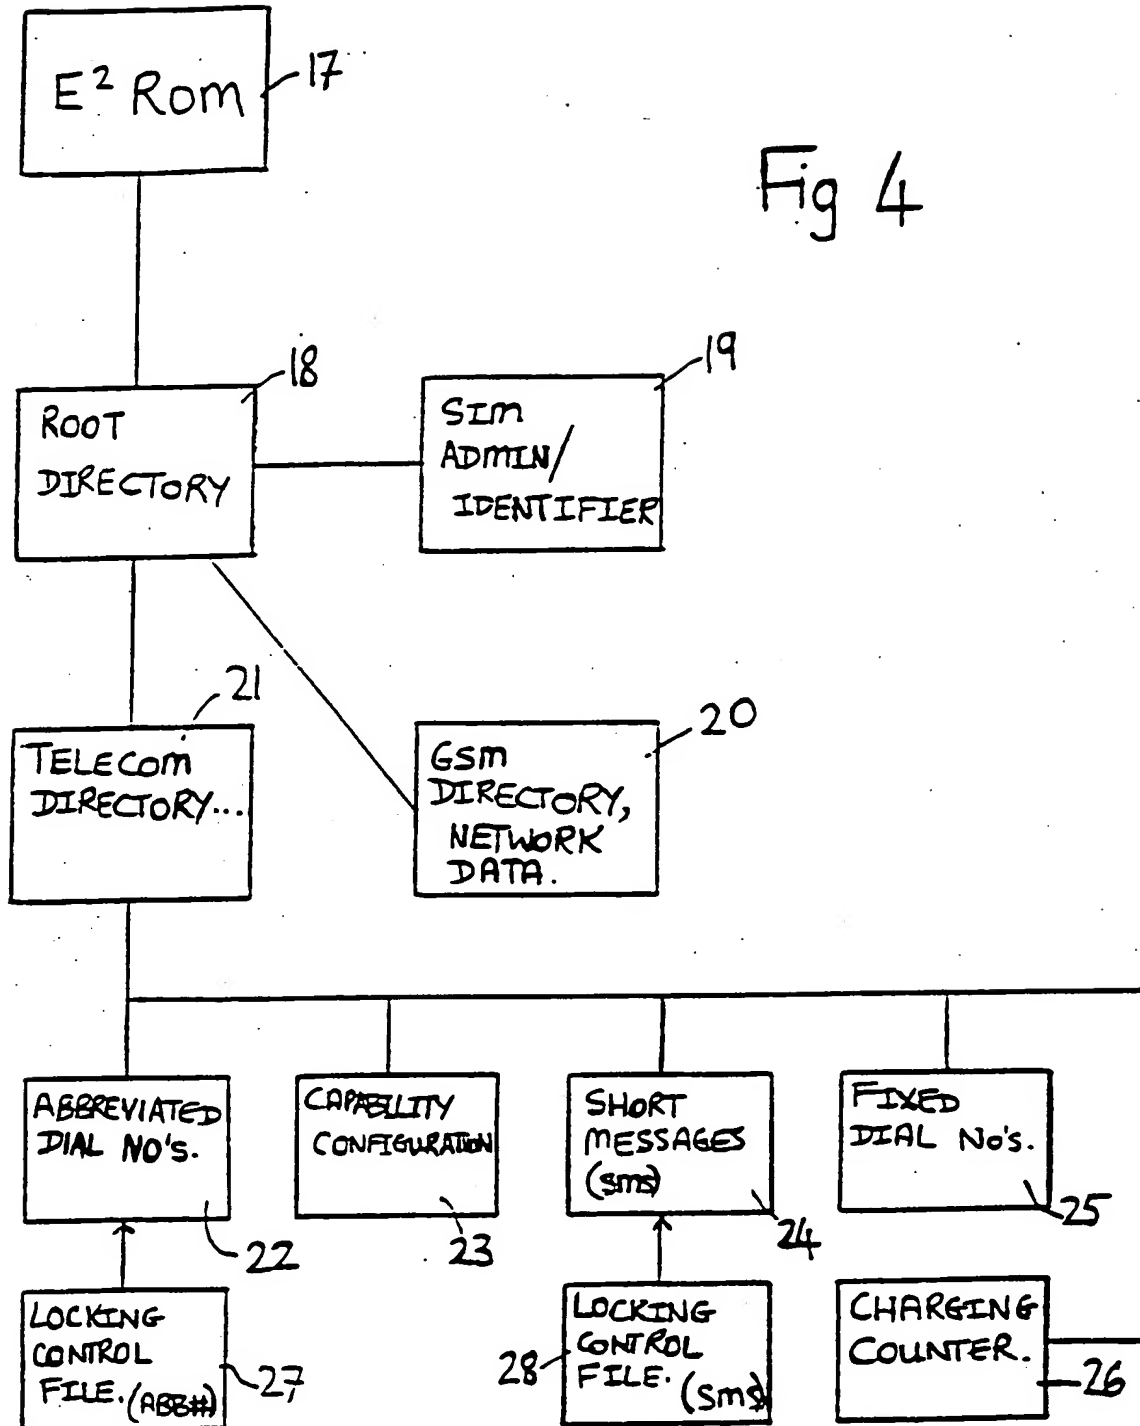 E² Rom
17
Fig 4
18
ROOT
DIRECTORY
19
SIM
ADMIN/
IDENTIFIER
21
TELECOM
DIRECTORY...
20
GSM
DIRECTORY,
NETWORK
DATA.
ABBREVIATED
DIAL NO'S.
22
CAPABILITY
CONFIGURATION
23
SHORT
MESSAGES
(SMS)
24
FIXED
DIAL No's.
25
LOCKING
CONTROL
FILE. (ABB#)
27
LOCKING
CONTROL
FILE. (SMS)
28
CHARGING
COUNTER.
26